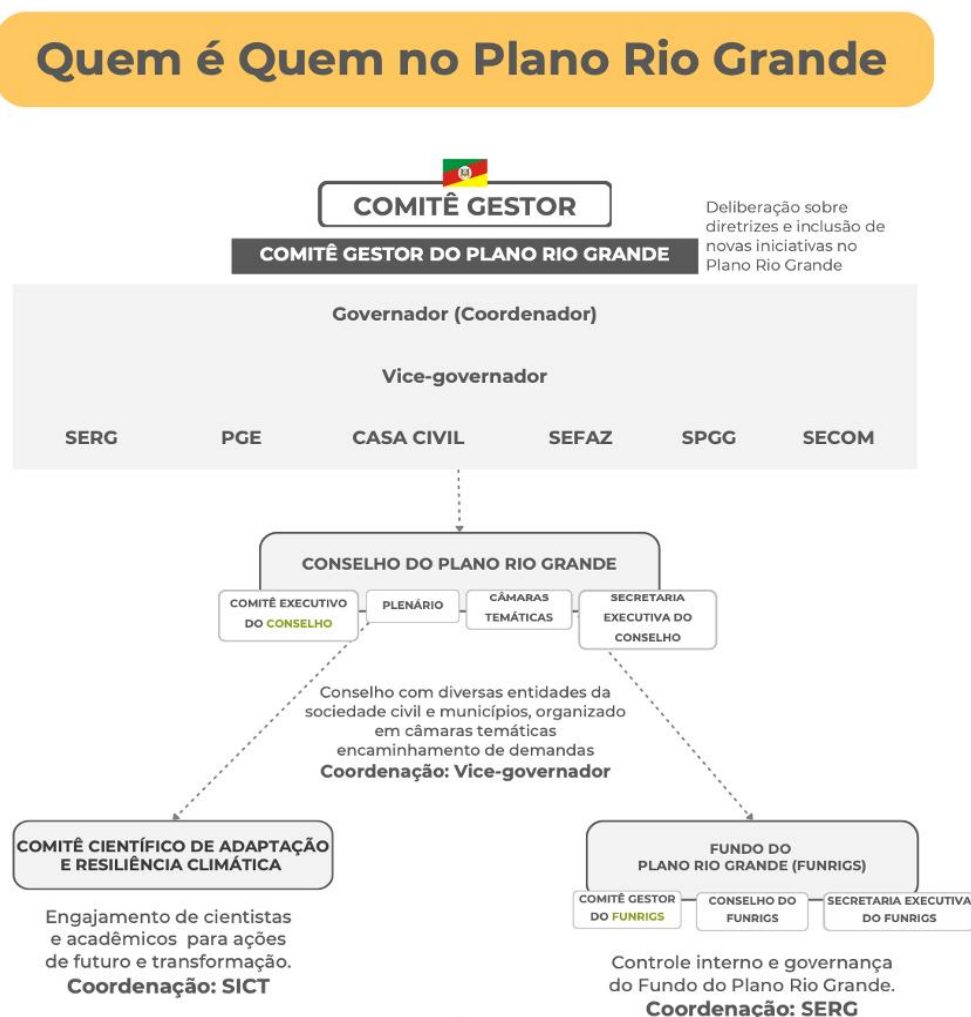 Quem é Quem no Plano Rio Grande
COMITÊ GESTOR
COMITÊ GESTOR DO PLANO RIO GRANDE
Deliberação sobre
diretrizes e inclusão de
novas iniciativas no
Plano Rio Grande
Governador (Coordenador)
Vice-governador
SERG PGE CASA CIVIL SEFAZ SPGG SECOM
CONSELHO DO PLANO RIO GRANDE
COMITÊ EXECUTIVO
DO CONSELHO
PLENÁRIO
CÂMARAS
TEMÁTICAS
SECRETARIA
EXECUTIVA DO
CONSELHO
Conselho com diversas entidades da
sociedade civil e municípios, organizado
em câmaras temáticas
encaminhamento de demandas
Coordenação: Vice-governador
COMITÊ CIENTÍFICO DE ADAPTAÇÃO
E RESILIÊNCIA CLIMÁTICA
Engajamento de cientistas
e acadêmicos para ações
de futuro e transformação.
Coordenação: SICT
FUNDO DO
PLANO RIO GRANDE (FUNRIGS)
COMITÊ GESTOR
DO FUNRIGS
CONSELHO DO
FUNRIGS
SECRETARIA EXECUTIVA
DO FUNRIGS
Controle interno e governança
do Fundo do Plano Rio Grande.
Coordenação: SERG